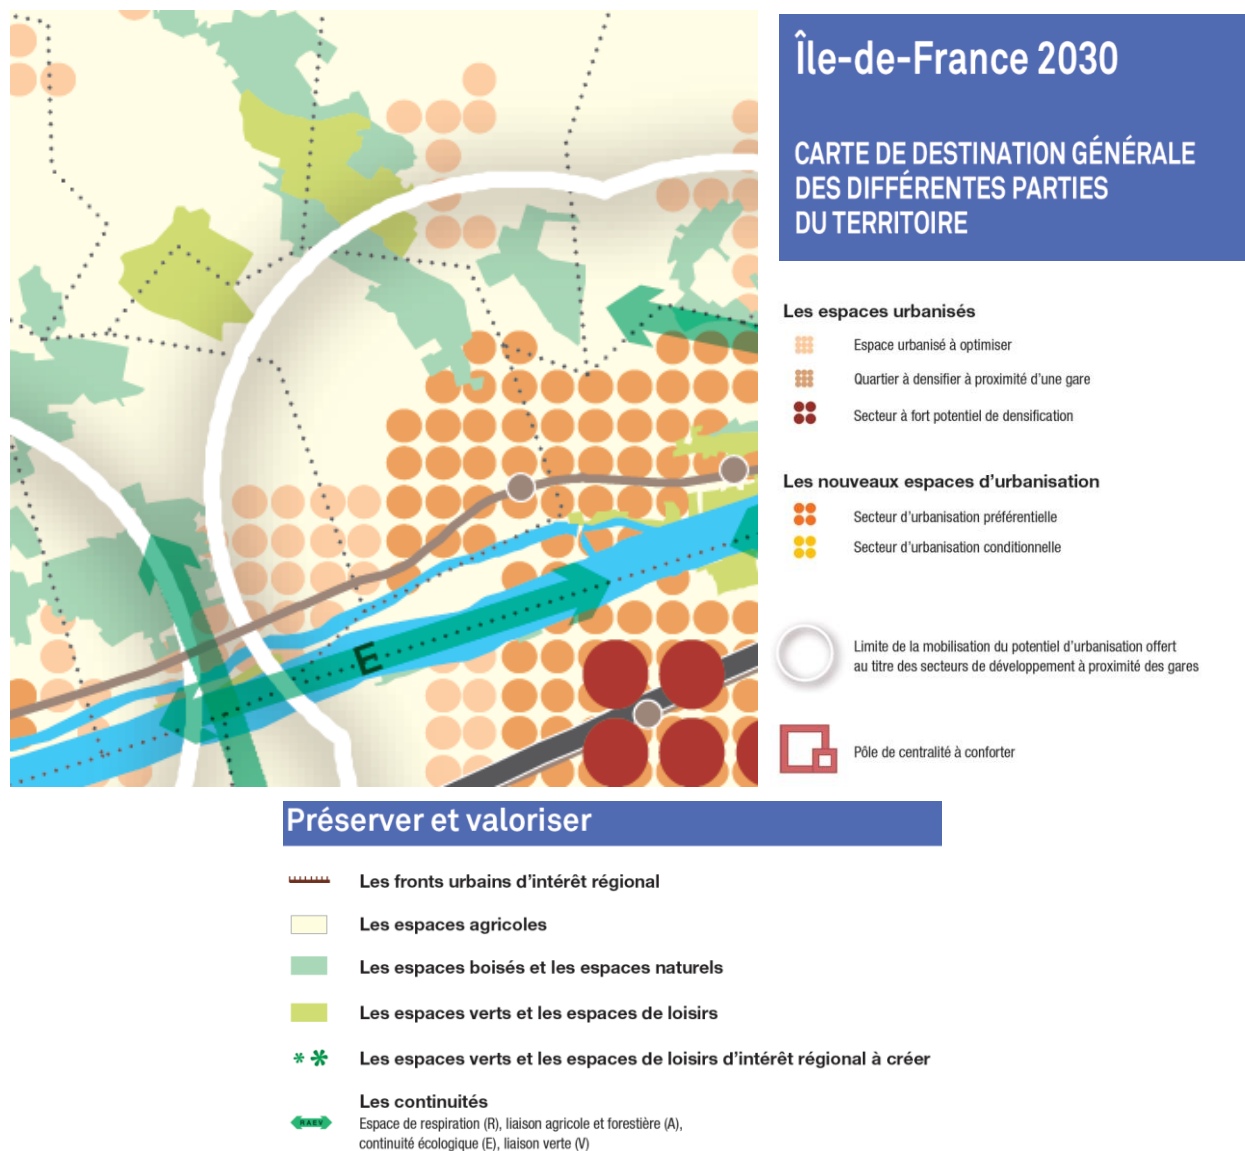 Île-de-France 2030
CARTE DE DESTINATION GÉNÉRALE
DES DIFFÉRENTES PARTIES
DU TERRITOIRE
Les espaces urbanisés
Espace urbanisé à optimiser
Quartier à densifier à proximité d'une gare
Secteur à fort potentiel de densification
Les nouveaux espaces d'urbanisation
Secteur d'urbanisation préférentielle
Secteur d'urbanisation conditionnelle
Limite de la mobilisation du potentiel d'urbanisation offert
au titre des secteurs de développement à proximité des gares
Pôle de centralité à conforter
E
Préserver et valoriser
Les fronts urbains d'intérêt régional
Les espaces agricoles
Les espaces boisés et les espaces naturels
Les espaces verts et les espaces de loisirs
Les espaces verts et les espaces de loisirs d'intérêt régional à créer
Les continuités
RAEV
Espace de respiration (R), liaison agricole et forestière (A),
continuité écologique (E), liaison verte (V)